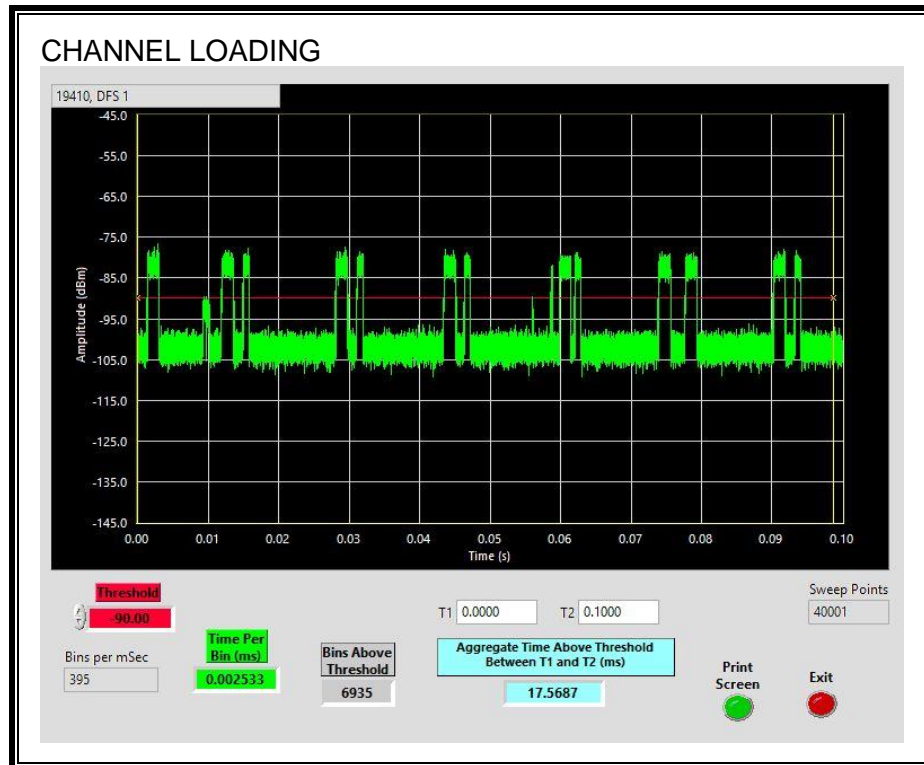 CHANNEL LOADING
19410, DFS 1
-45.0
-55.0
-65.0
-75.0
-85.0
-95.0
-105.0
-115.0
-125.0
-135.0
-145.0
Amplitude (dBm)
0.00 0.01 0.02 0.03 0.04 0.05 0.06 0.07 0.08 0.09 0.10
Time (s)
Threshold
-90.00
Bins per mSec
395
Time Per
Bin (ms)
0.002533
Bins Above
Threshold
6935
T1 0.0000 T2 0.1000
Aggregate Time Above Threshold
Between T1 and T2 (ms)
17.5687
Sweep Points
40001
Print
Screen
Exit